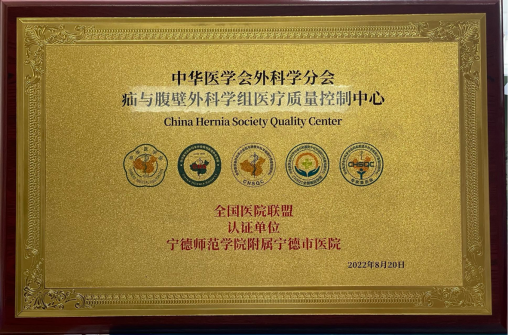 中华医学会外科学分会
疝与腹壁外科学组医疗质量控制中心
China Hernia Society Quality Center
CHSQC
全国医院联盟
认证单位
宁德师范学院附属宁德市医院
2022年8月20日